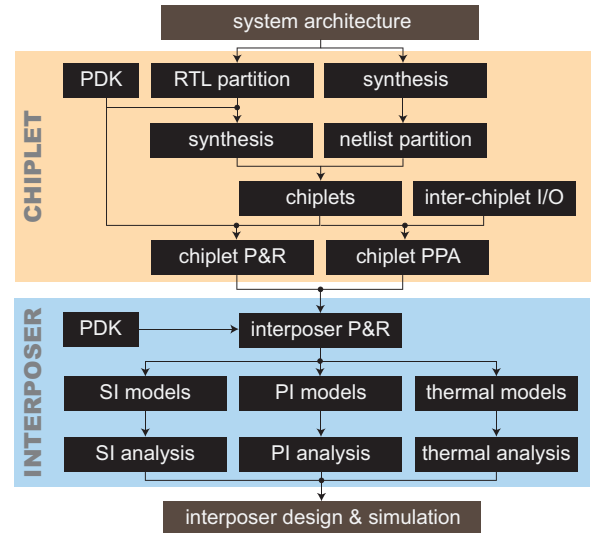 system architecture
CHIPLET
PDK
RTL partition
synthesis
synthesis
netlist partition
chiplets
inter-chiplet I/O
chiplet P&R
chiplet PPA
INTERPOSER
PDK
interposer P&R
SI models
PI models
thermal models
SI analysis
PI analysis
thermal analysis
interposer design & simulation